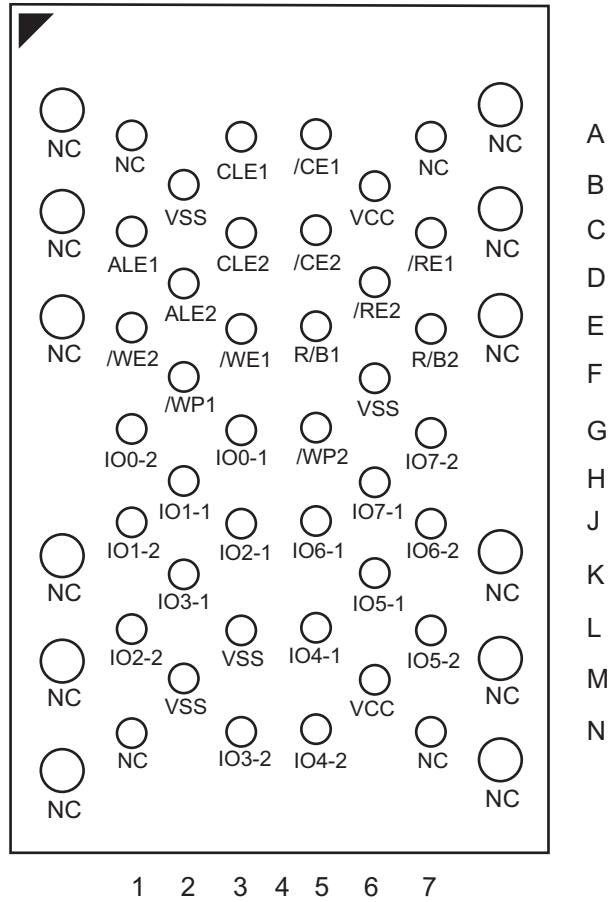 NC NC CLE1 /CE1 NC NC A
VSS VCC B
NC ALE1 CLE2 /CE2 /RE1 NC C
ALE2 /RE2 D
NC /WE2 /WE1 R/B1 R/B2 NC E
/WP1 VSS F
IO0-2 IO0-1 /WP2 IO7-2 G
IO1-1 IO7-1 H
IO1-2 IO2-1 IO6-1 IO6-2 J
NC IO3-1 IO5-1 NC K
IO2-2 VSS IO4-1 IO5-2 L
NC VSS VCC NC M
NC IO3-2 IO4-2 NC N
NC NC
1 2 3 4 5 6 7